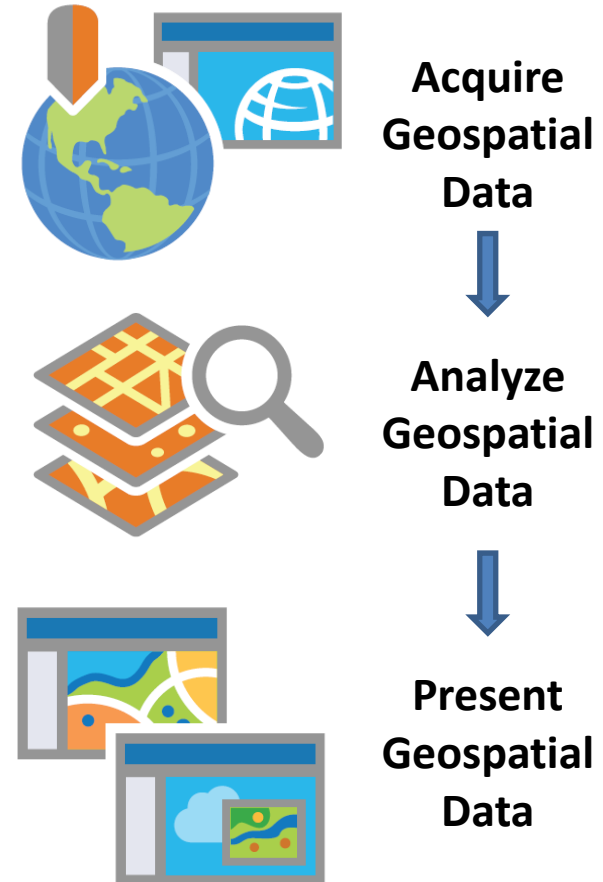 Acquire
Geospatial
Data
Analyze
Geospatial
Data
Present
Geospatial
Data